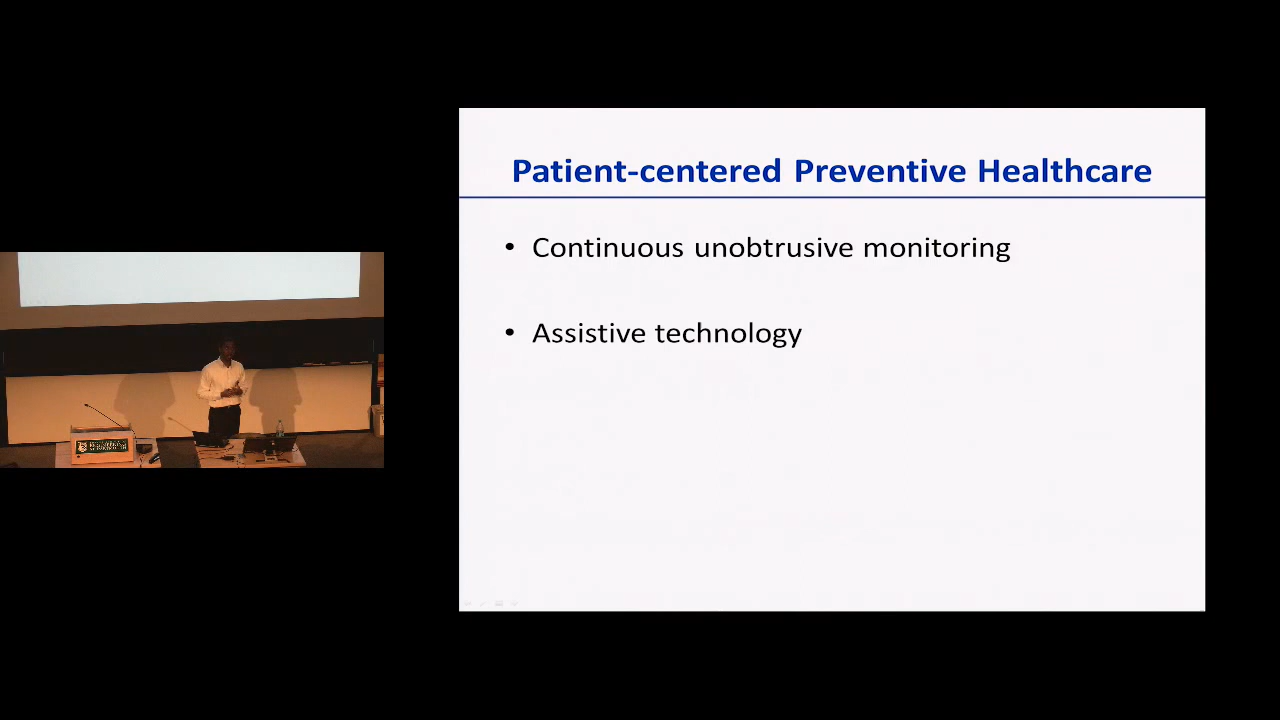 Patient-centered Preventive Healthcare
• Continuous unobtrusive monitoring
• Assistive technology